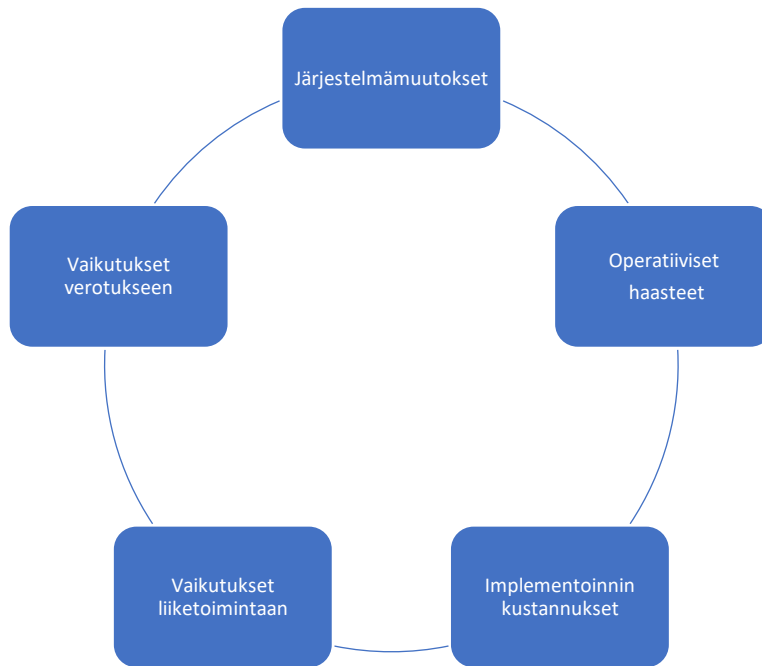 Järjestelmämuutokset
Operatiiviset
haasteet
Implementoinnin
kustannukset
Vaikutukset
liiketoimintaan
Vaikutukset
verotukseen